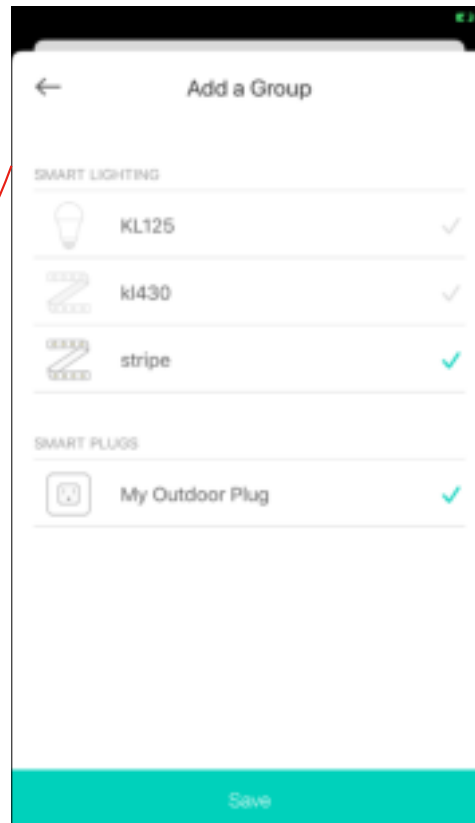 Add a Group
SMART LIGHTING
KL125
kl430
stripe
SMART PLUGS
My Outdoor Plug
Save